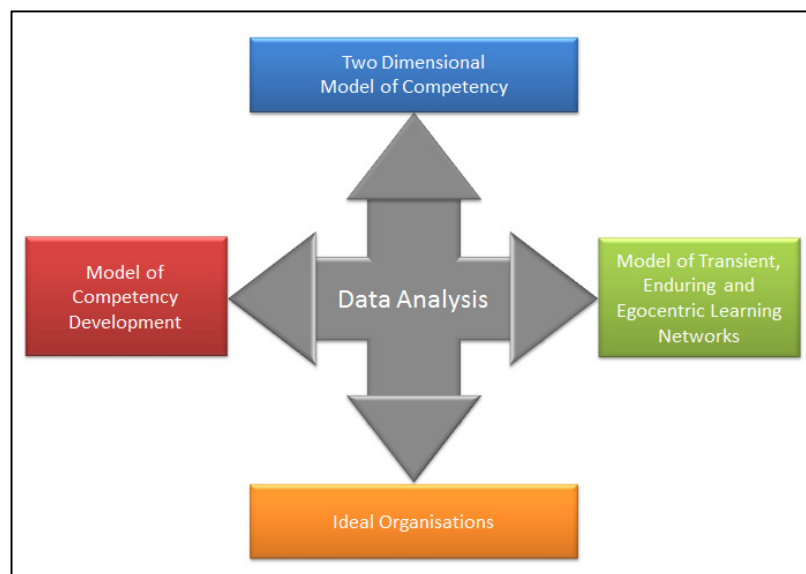 Two Dimensional
Model of Competency
Model of
Competency
Development
Data Analysis
Model of Transient,
Enduring and
Egocentric Learning
Networks
Ideal Organisations